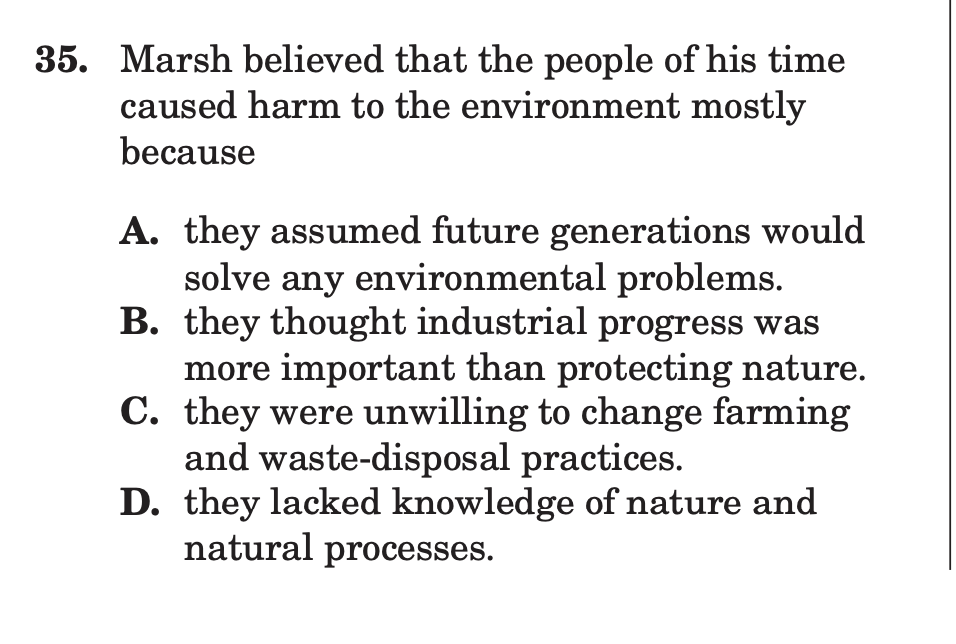 35. Marsh believed that the people of his time
caused harm to the environment mostly
because
A. they assumed future generations would
solve any environmental problems.
B. they thought industrial progress was
more important than protecting nature.
C. they were unwilling to change farming
and waste-disposal practices.
D. they lacked knowledge of nature and
natural processes.